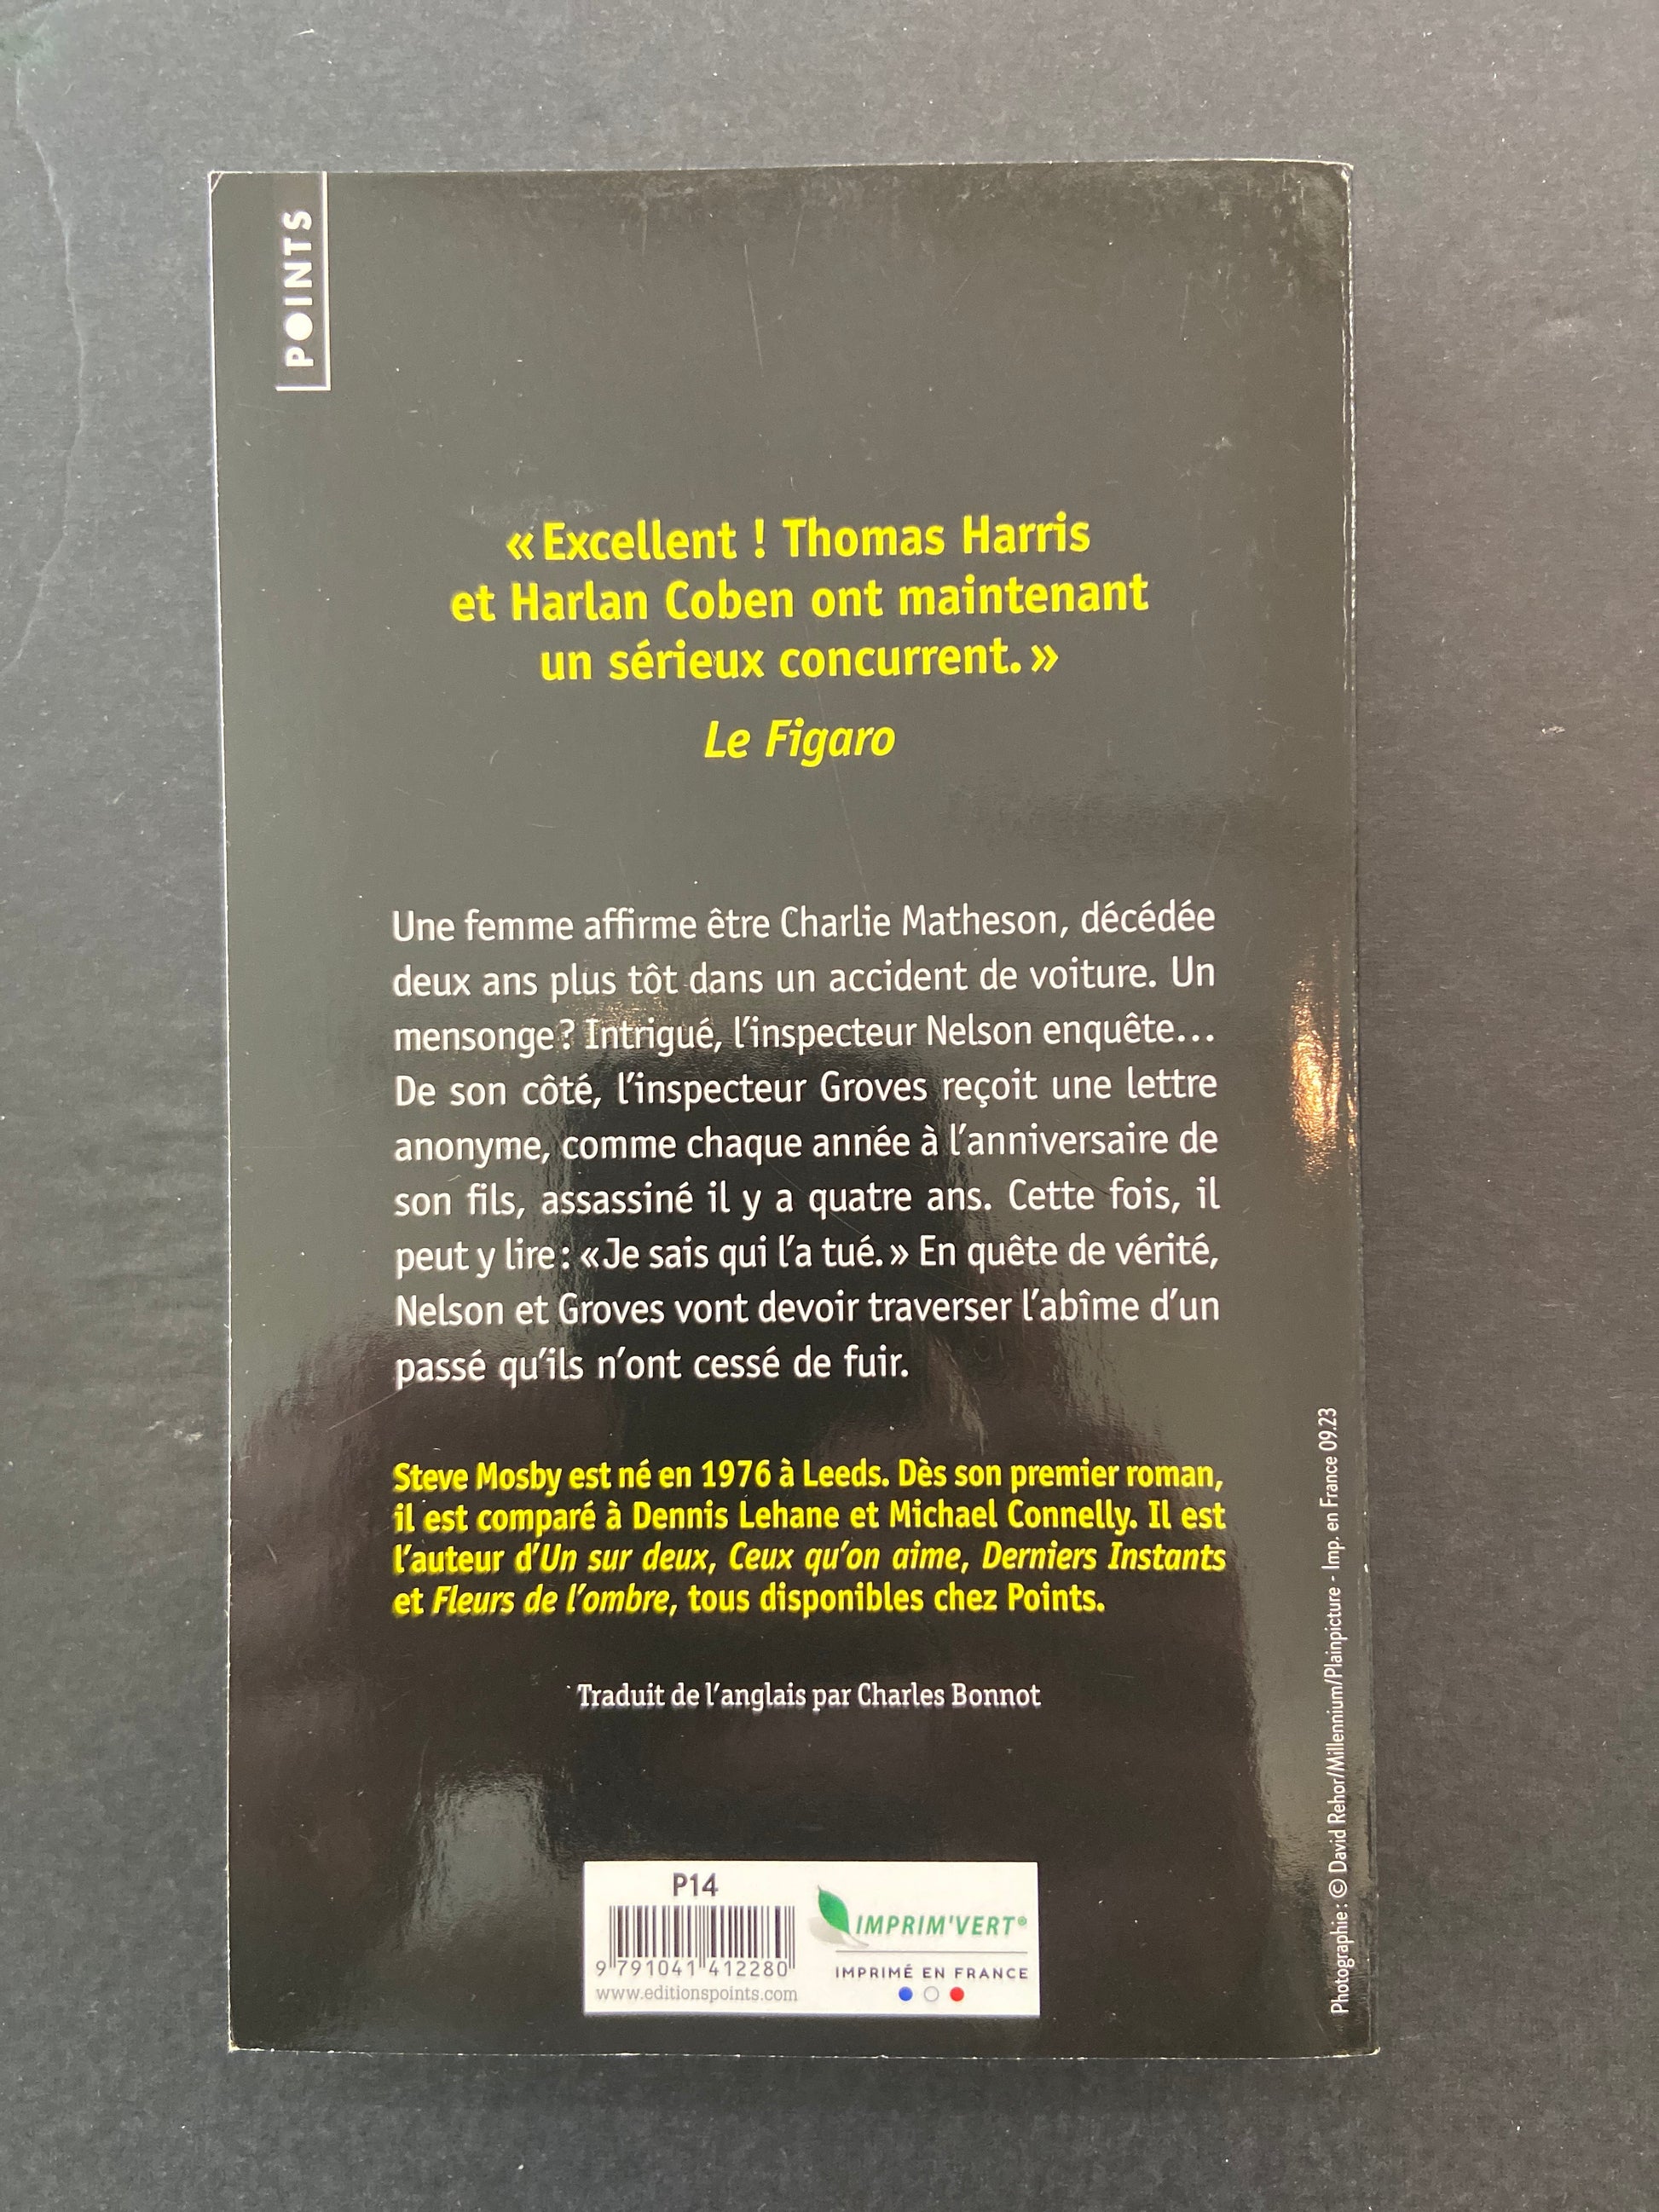 POINTS
« Excellent ! Thomas Harris
et Harlan Coben ont maintenant
un sérieux concurrent. »
Le Figaro
Une femme affirme être Charlie Matheson, décédée
deux ans plus tôt dans un accident de voiture. Un
mensonge ? Intrigué, l’inspecteur Nelson enquête…
De son côté, l’inspecteur Groves reçoit une lettre
anonyme, comme chaque année à l’anniversaire de
son fils, assassiné il y a quatre ans. Cette fois, il
peut y lire : « Je sais qui l’a tué. » En quête de vérité,
Nelson et Groves vont devoir traverser l’abîme d’un
passé qu’ils n’ont cessé de fuir.
Steve Mosby est né en 1976 à Leeds. Dès son premier roman,
il est comparé à Dennis Lehane et Michael Connelly. Il est
l’auteur d’Un sur deux, Ceux qu’on aime, Derniers Instants
et Fleurs de l’ombre, tous disponibles chez Points.
Traduit de l’anglais par Charles Bonnot
P14
9 791041 412280
www.editionspoints.com
IMPRIM'VERT®
IMPRIMÉ EN FRANCE
Photographie : © David Rehor/Millennium/Plainpicture - Imp. en France 09.23